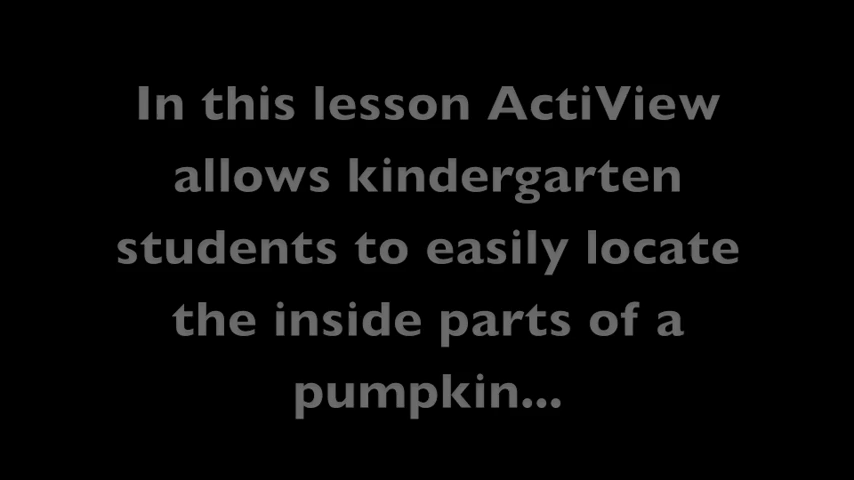 In this lesson ActiView
allows kindergarten
students to easily locate
the inside parts of a
pumpkin...